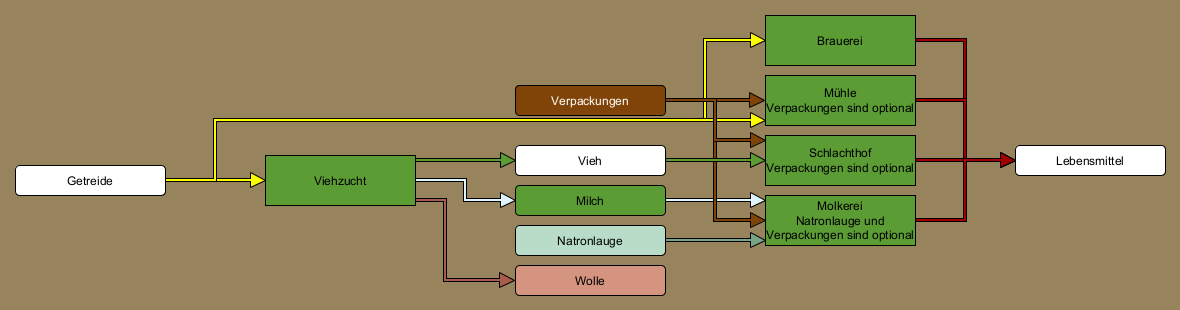 Getreide
Viehzucht
Verpackungen
Vieh
Milch
Natronlauge
Wolle
Brauerei
Mühle
Verpackungen sind optional
Schlachthof
Verpackungen sind optional
Molkerei
Natronlauge und
Verpackungen sind optional
Lebensmittel